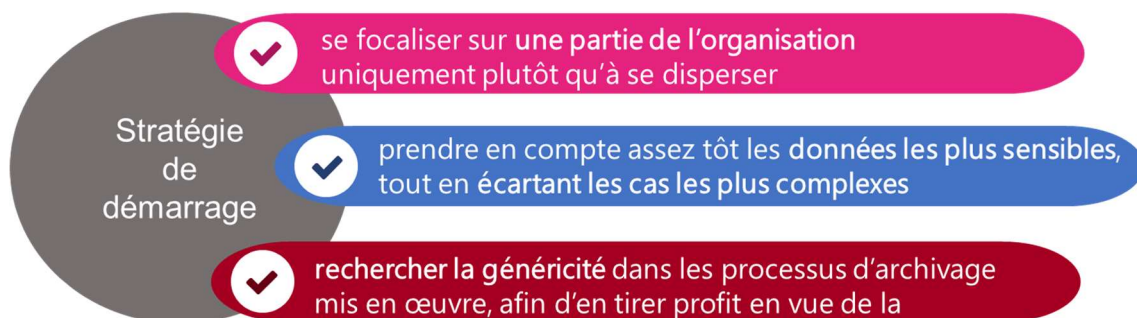 Stratégie
de
démarrage
se focaliser sur une partie de l’organisation
uniquement plutôt qu’à se disperser
prendre en compte assez tôt les données les plus sensibles,
tout en écartant les cas les plus complexes
rechercher la généricité dans les processus d’archivage
mis en œuvre, afin d’en tirer profit en vue de la